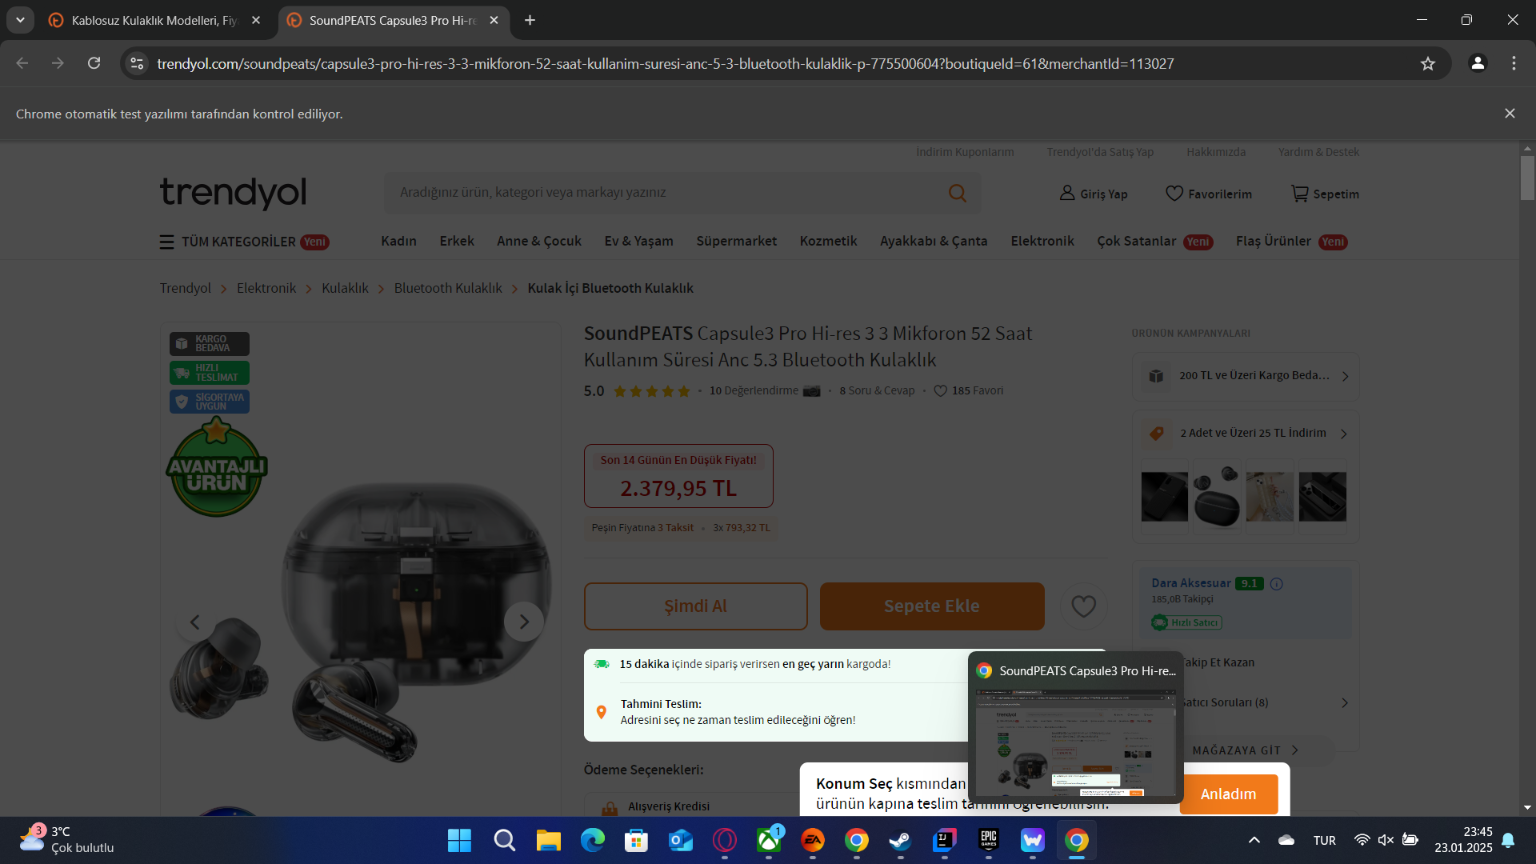 Kablosuz Kulaklık Modelleri, Fiy
SoundPEATS Capsule3 Pro Hi-re
trendyol.com/soundpeats/capsule3-pro-hi-res-3-3-mikforon-52-saat-kullanim-suresi-anc-5-3-bluetooth-kulaklik-p-775500604?boutiqueId=61&merchantId=113027
Chrome otomatik test yazılımı tarafından kontrol ediliyor.
İndirim Kuponlarım Trendyol'da Satış Yap Hakkımızda Yardım & Destek
trendyol
Aradığınız ürün, kategori veya markayı yazınız
Giriş Yap Favorilerim Sepetim
TÜM KATEGORİLER Yeni Kadın Erkek Anne & Çocuk Ev & Yaşam Süpermarket Kozmetik Ayakkabı & Çanta Elektronik Çok Satanlar Yeni Flaş Ürünler Yeni
Trendyol > Elektronik > Kulaklık > Bluetooth Kulaklık > Kulak İçi Bluetooth Kulaklık
KARGO
BEDAVA
HIZLI
TESLİMAT
SİGORTAYA
UYGUN
AVANTAJLI
ÜRÜN
SoundPEATS Capsule3 Pro Hi-res 3 3 Mikforon 52 Saat
Kullanım Süresi Anc 5.3 Bluetooth Kulaklık
5.0 10 Değerlendirme 8 Soru & Cevap 185 Favori
Son 14 Günün En Düşük Fiyatı!
2.379,95 TL
Peşin Fiyatına 3 Taksit 3x 793,32 TL
Şimdi Al Sepete Ekle
15 dakika içinde sipariş verirsen en geç yarın kargoda!
Tahmini Teslim:
Adresini seç ne zaman teslim edileceğini öğren!
Ödeme Seçenekleri:
Alışveriş Kredisi
ÜRÜNÜN KAMPANYALARI
200 TL ve Üzeri Kargo Beda...
2 Adet ve Üzeri 25 TL İndirim
Dara Aksesuar 9.1
185,0B Takipçi
Hızlı Satıcı
Takip Et Kazan
Satıcı Soruları (8)
MAĞAZAYA GİT
SoundPEATS Capsule3 Pro Hi-re...
Konum Seç kısmından
ürünün kapına teslim tahmini öğrenebilirsin.
Anladım
3
3°C
Çok bulutlu
1
EA
IJ
EPIC
GAMES
TUR
23:45
23.01.2025